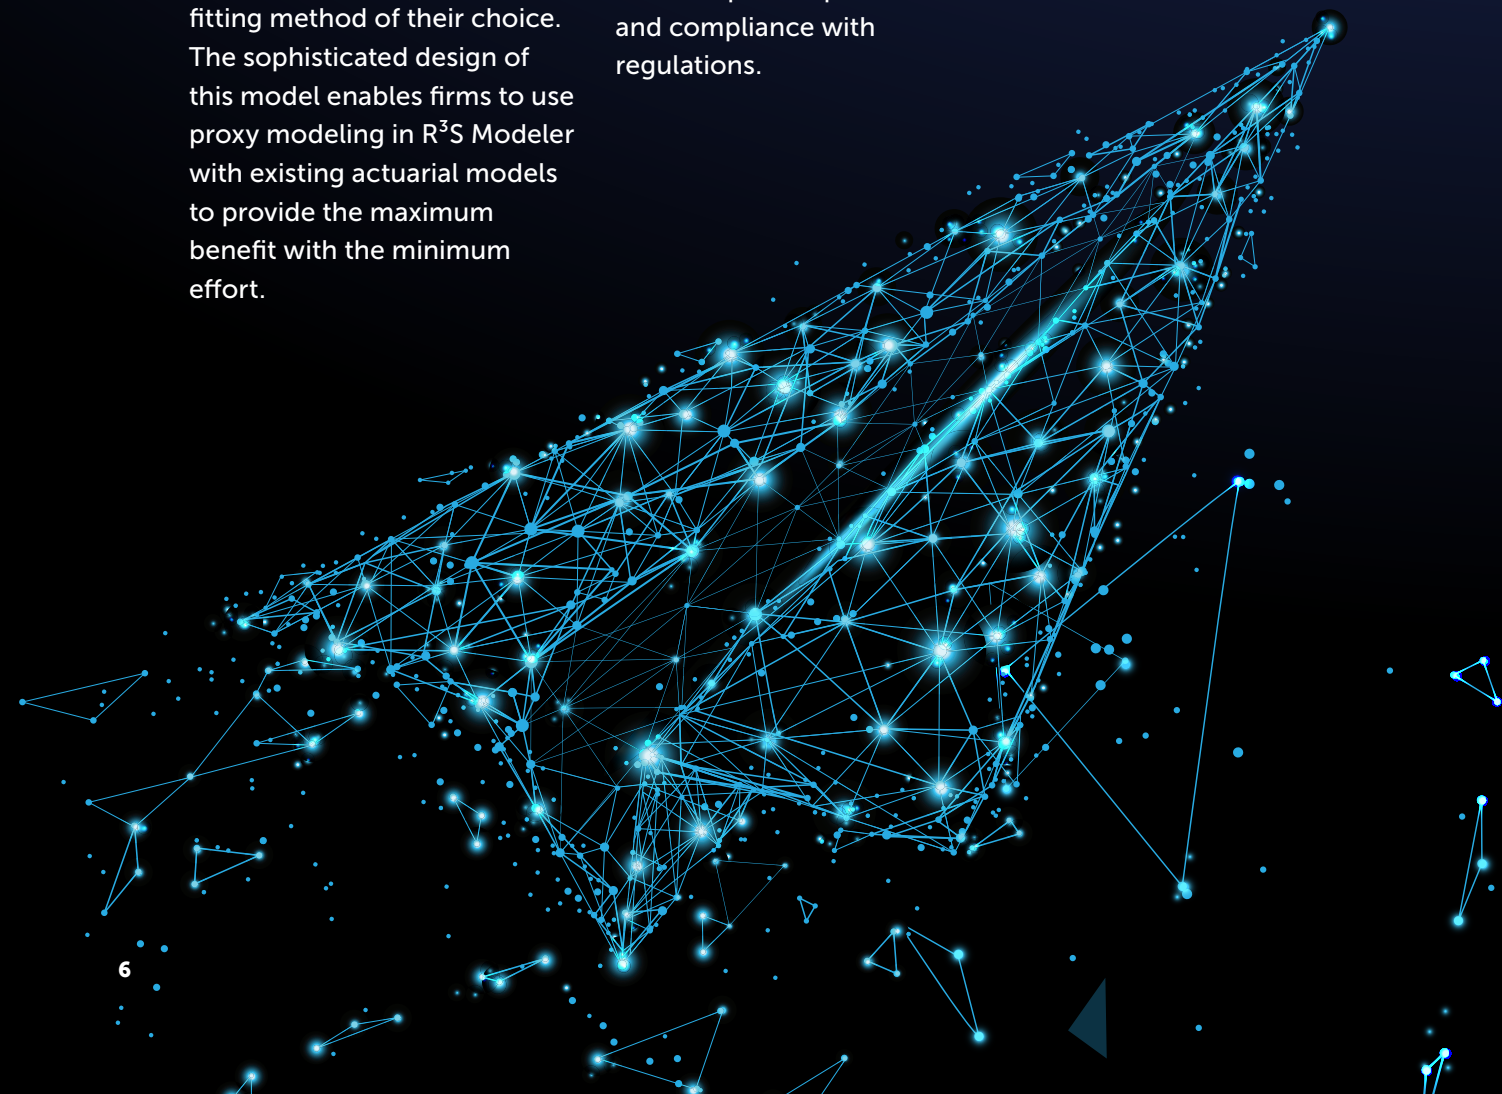 fitting method of their choice.
The sophisticated design of
this model enables firms to use
proxy modeling in R³S Modeler
with existing actuarial models
to provide the maximum
benefit with the minimum
effort.
and compliance with
regulations.
6